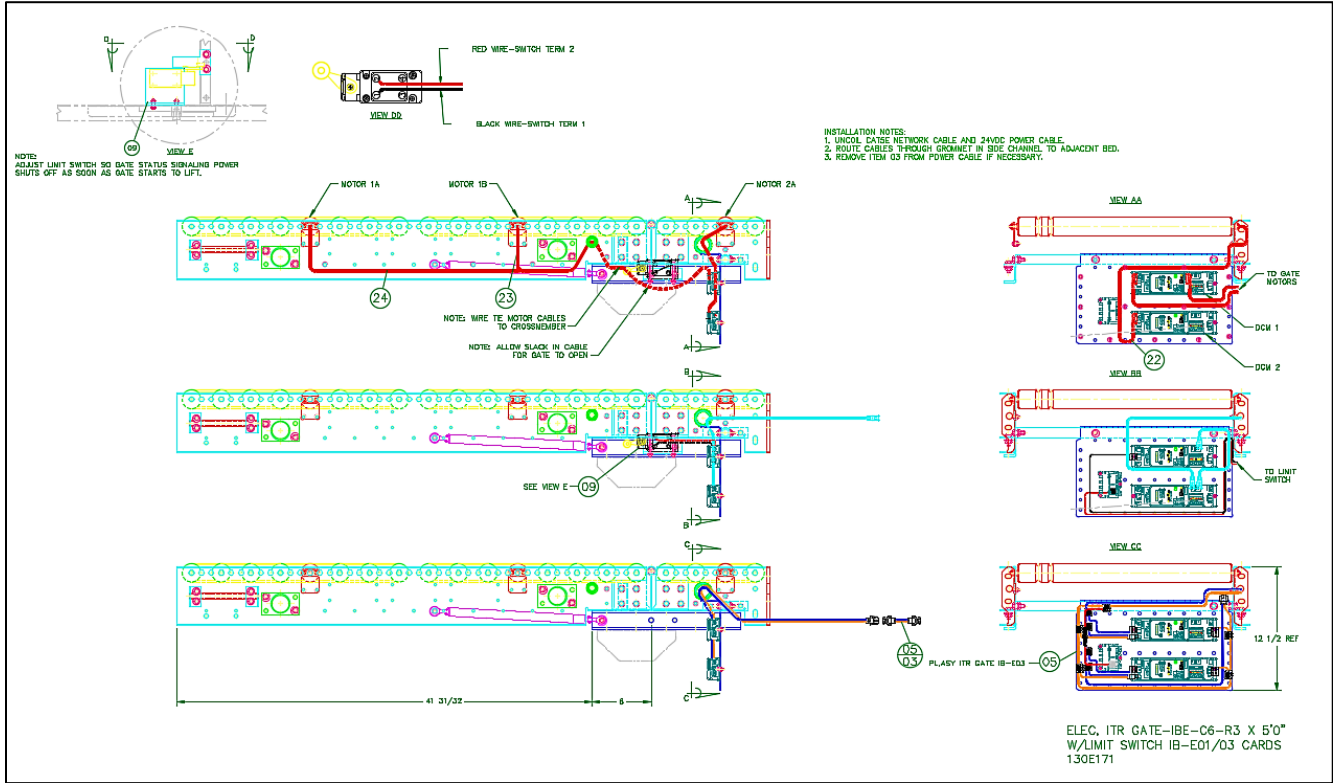 D
D
RED WIRE-SWITCH TERM 2
VIEW DD
BLACK WIRE-SWITCH TERM 1
09
VIEW E
NOTE:
ADJUST LIMIT SWITCH SO GATE STATUS SIGNALING POWER
SHUTS OFF AS SOON AS GATE STARTS TO LIFT.
INSTALLATION NOTES:
1. UNCOIL CAT5E NETWORK CABLE AND 24VDC POWER CABLE.
2. ROUTE CABLES THROUGH GROMMET IN SIDE CHANNEL TO ADJACENT BED.
3. REMOVE ITEM 03 FROM POWER CABLE IF NECESSARY.
MOTOR 1A
MOTOR 1B
MOTOR 2A
A
24
23
NOTE: WIRE TIE MOTOR CABLES
TO CROSSMEMBER
NOTE: ALLOW SLACK IN CABLE
FOR GATE TO OPEN
A
VIEW AA
TO GATE
MOTORS
DCM 1
DCM 2
22
B
SEE VIEW E
09
B
VIEW BB
TO LIMIT
SWITCH
C
05
03
C
41 31/32
6
VIEW CC
PL,ASY ITR GATE IB-E03
05
12 1/2 REF
ELEC, ITR GATE-IBE-C6-R3 X 5'0"
W/LIMIT SWITCH IB-E01/03 CARDS
130E171